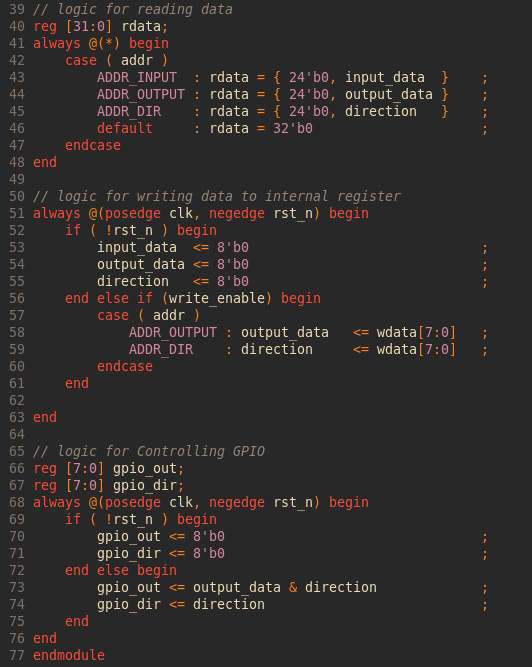 39 // logic for reading data
40 reg [31:0] rdata;
41 always @(*) begin
42     case ( addr )
43         ADDR_INPUT  : rdata = { 24'b0, input_data  }    ;
44         ADDR_OUTPUT : rdata = { 24'b0, output_data }    ;
45         ADDR_DIR    : rdata = { 24'b0, direction   }    ;
46         default     : rdata = 32'b0                     ;
47     endcase
48 end
49
50 // logic for writing data to internal register
51 always @(posedge clk, negedge rst_n) begin
52     if ( !rst_n ) begin
53         input_data  <= 8'b0                             ;
54         output_data <= 8'b0                             ;
55         direction   <= 8'b0                             ;
56     end else if (write_enable) begin
57         case ( addr )
58             ADDR_OUTPUT : output_data   <= wdata[7:0]   ;
59             ADDR_DIR    : direction     <= wdata[7:0]   ;
60         endcase
61     end
62
63 end
64
65 // logic for Controlling GPIO
66 reg [7:0] gpio_out;
67 reg [7:0] gpio_dir;
68 always @(posedge clk, negedge rst_n) begin
69     if ( !rst_n ) begin
70         gpio_out <= 8'b0                                ;
71         gpio_dir <= 8'b0                                ;
72     end else begin
73         gpio_out <= output_data & direction             ;
74         gpio_dir <= direction                           ;
75     end
76 end
77 endmodule